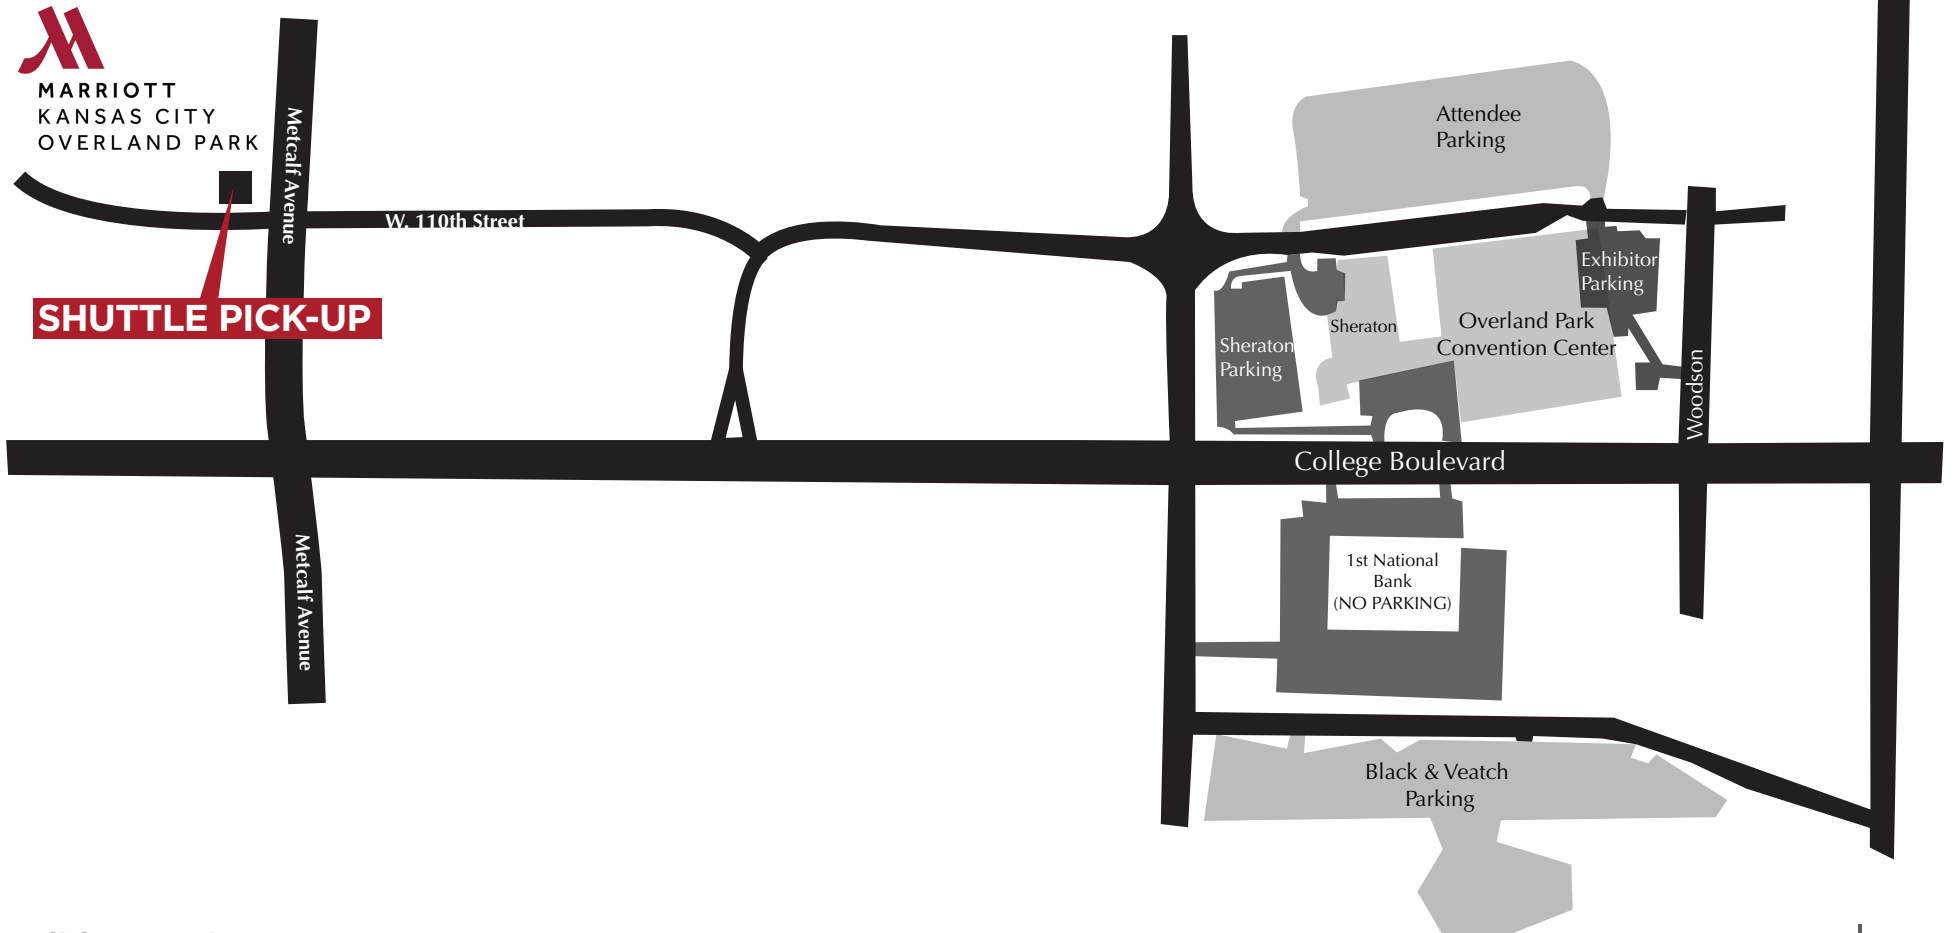 MARRIOTT
KANSAS CITY
OVERLAND PARK
Metcalf Avenue
W. 110th Street
SHUTTLE PICK-UP
Attendee
Parking
Exhibitor
Parking
Sheraton
Overland Park
Convention Center
Sheraton
Parking
Woodson
College Boulevard
Metcalf Avenue
1st National
Bank
(NO PARKING)
Black & Veatch
Parking